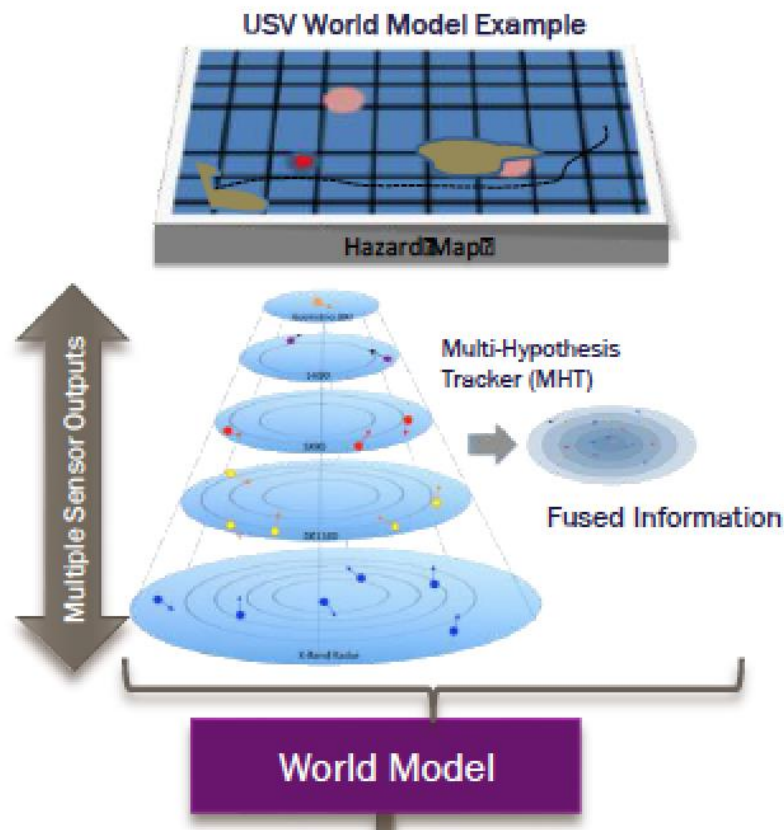 USV World Model Example
Hazard Map
Multiple Sensor Outputs
Multi-Hypothesis
Tracker (MHT)
Fused Information
X-Band Radar
World Model